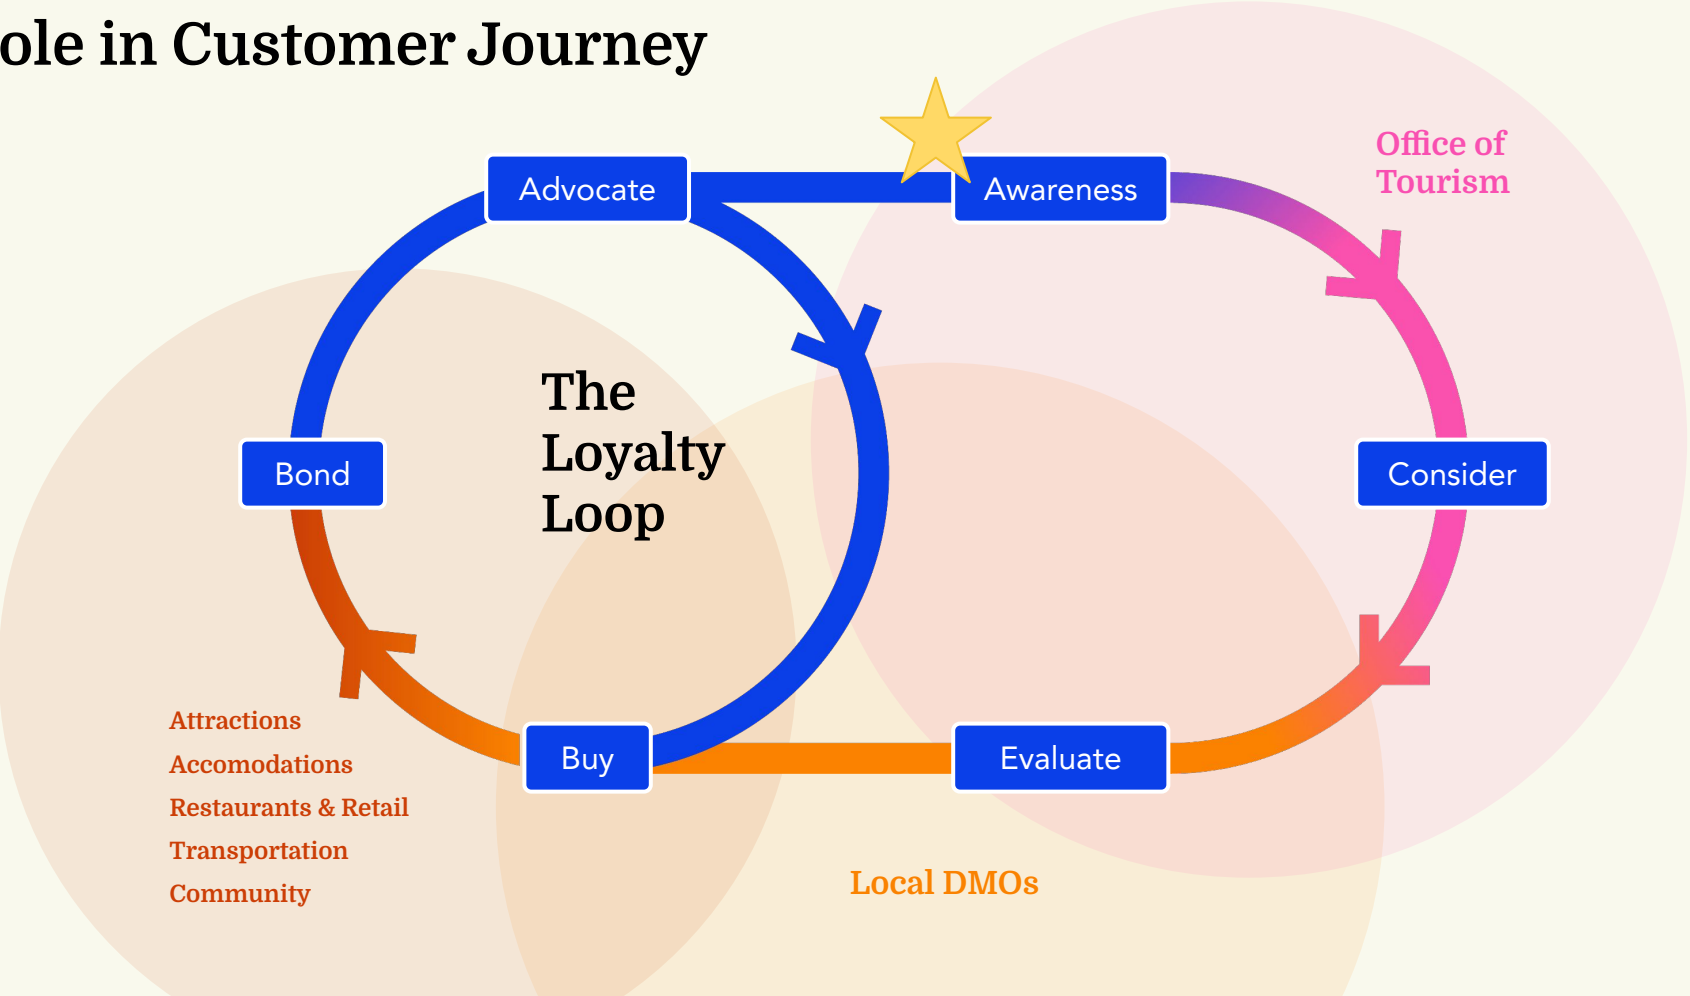 ole in Customer Journey
Office of
Tourism
Advocate
Awareness
The
Loyalty
Loop
Bond
Consider
Attractions
Accomodations
Restaurants & Retail
Transportation
Community
Buy
Evaluate
Local DMOs